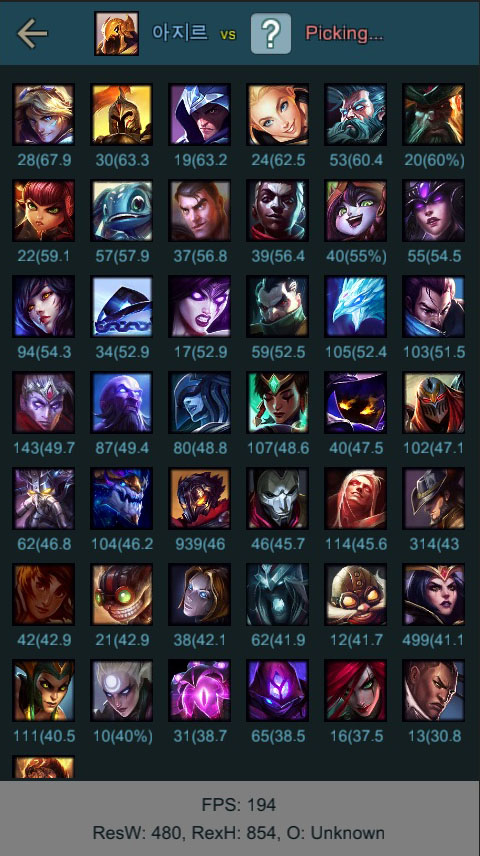 아지르 vs ? Picking...
28(67.9 30(63.3 19(63.2 24(62.5 53(60.4 20(60%)
22(59.1 57(57.9 37(56.8 39(56.4 40(55%) 55(54.5
94(54.3 34(52.9 17(52.9 59(52.5 105(52.4 103(51.5
143(49.7 87(49.4 80(48.8 107(48.6 40(47.5 102(47.1
62(46.8 104(46.2 939(46 46(45.7 114(45.6 314(43
42(42.9 21(42.9 38(42.1 62(41.9 12(41.7 499(41.1
111(40.5 10(40%) 31(38.7 65(38.5 16(37.5 13(30.8
FPS: 194
ResW: 480, RexH: 854, O: Unknown